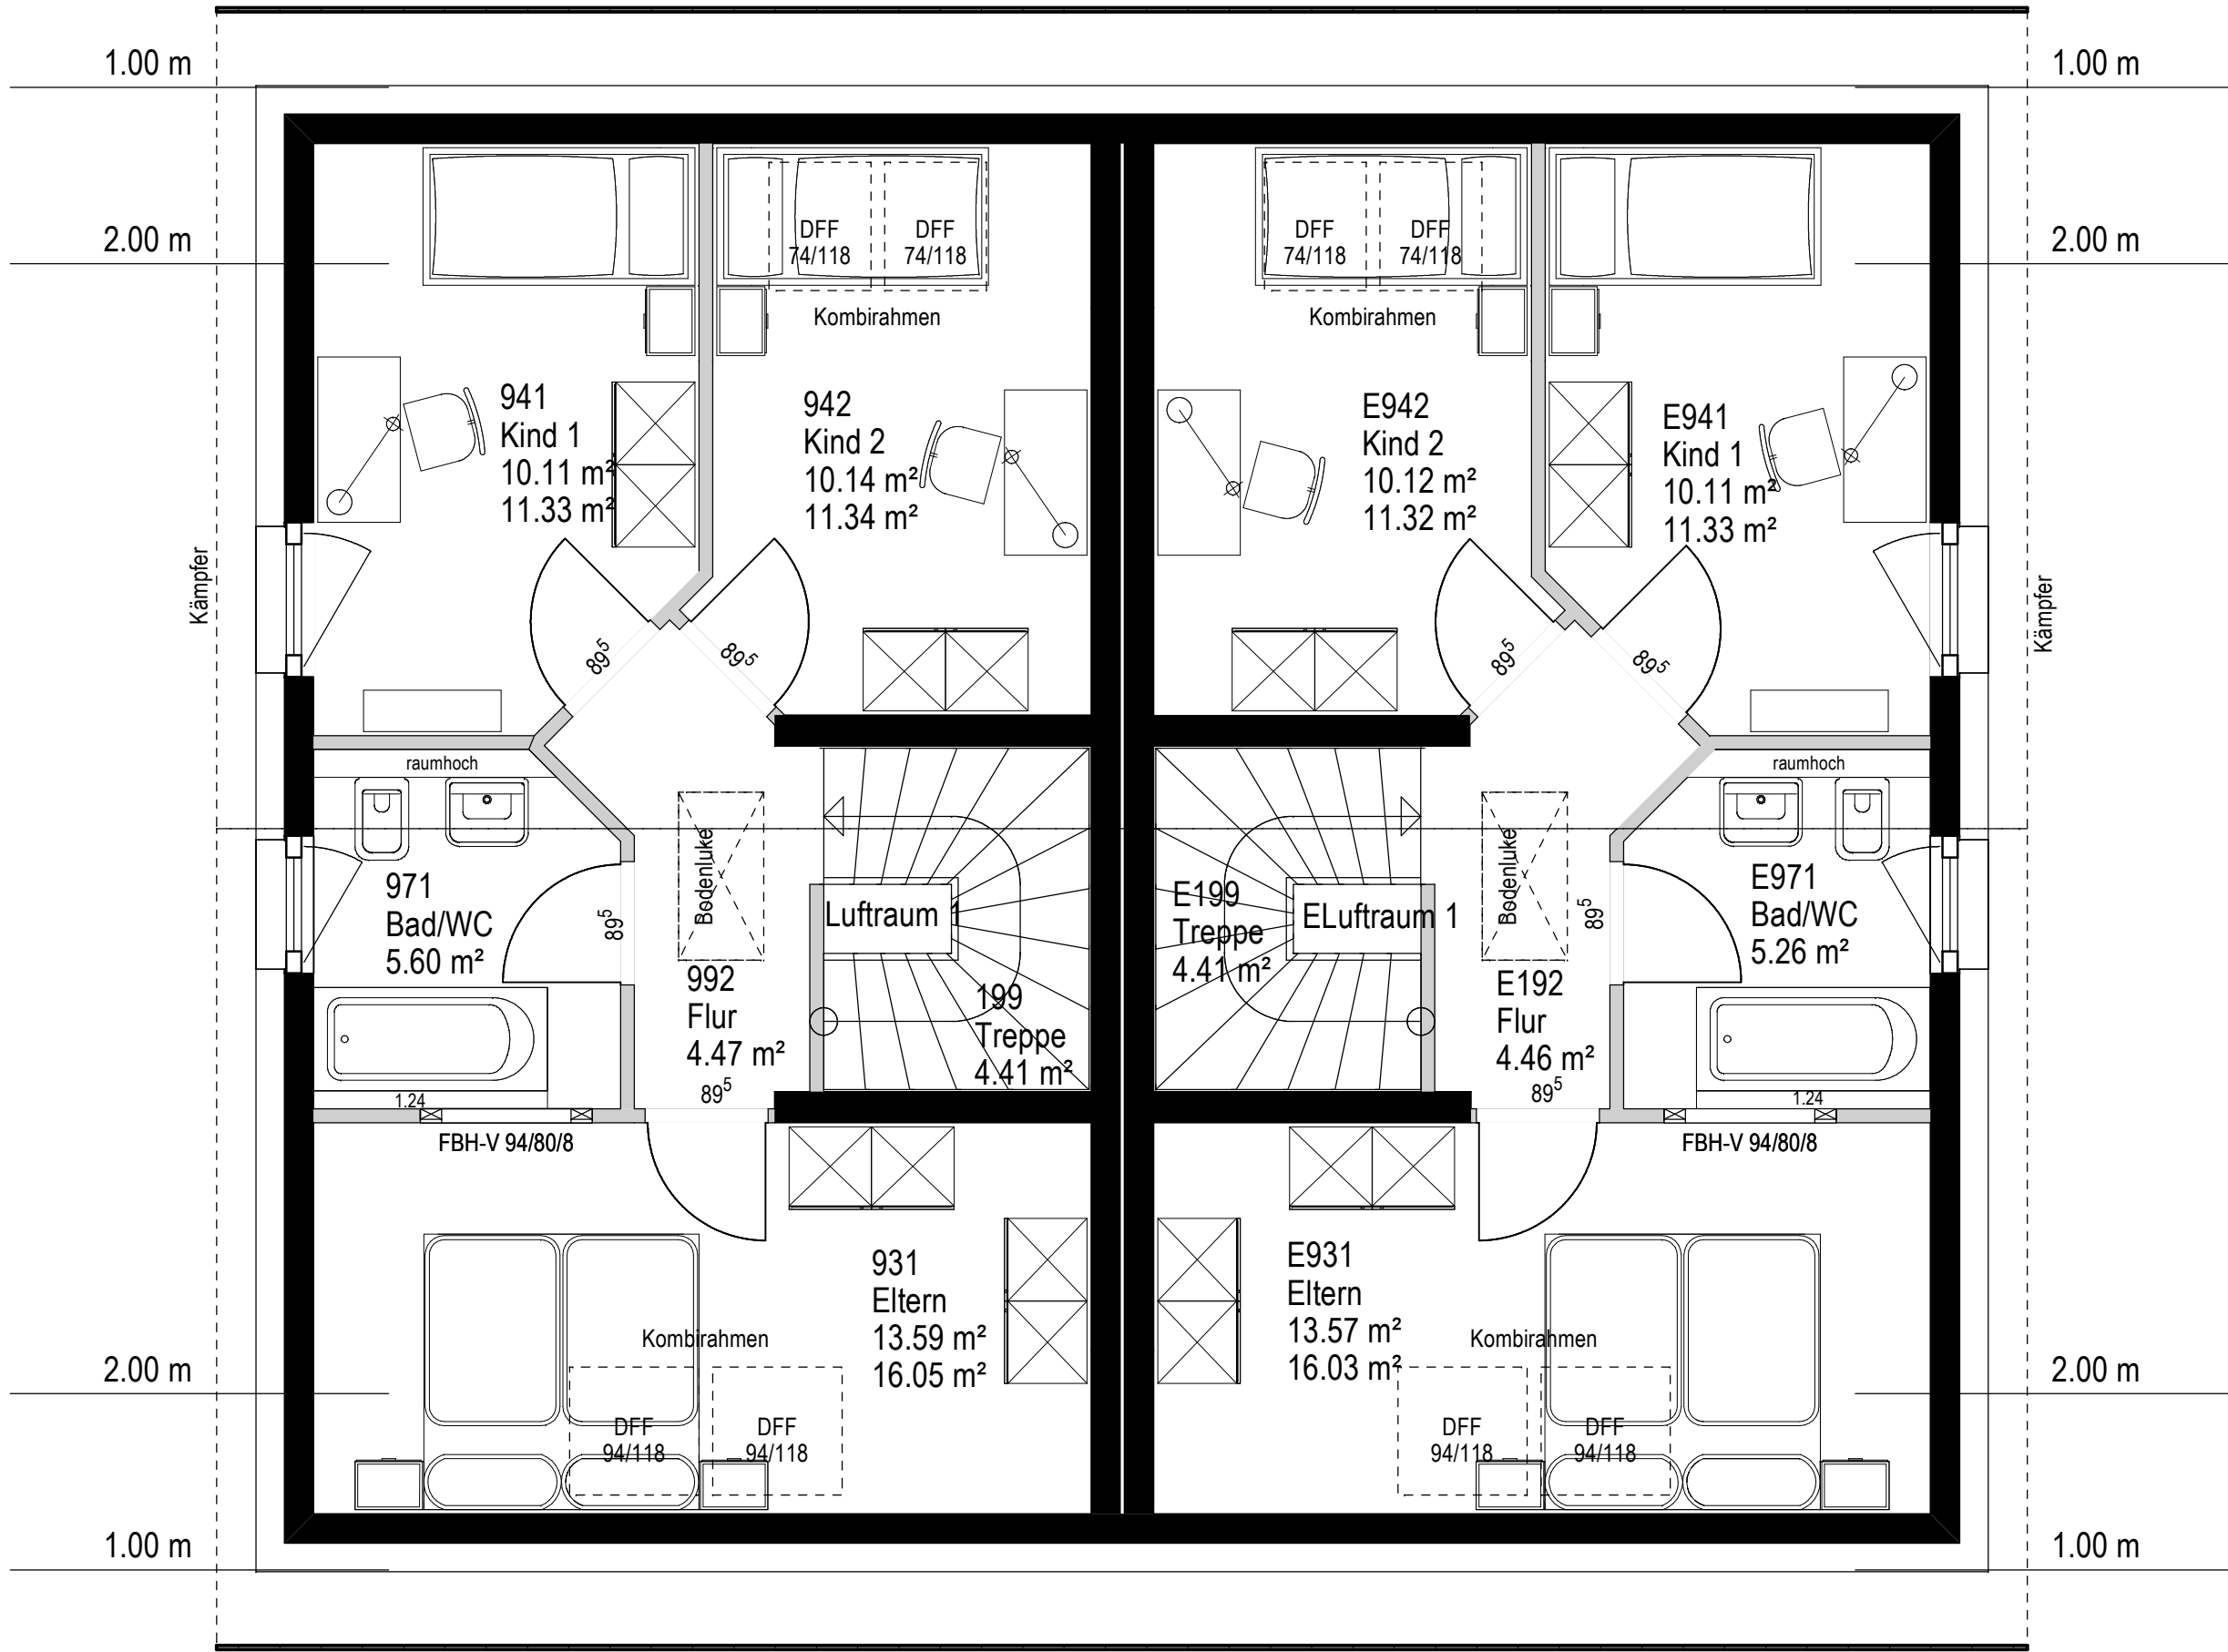 1.00 m
1.00 m
2.00 m
2.00 m
DFF
74/118
DFF
74/118
DFF
74/118
DFF
74/118
Kombirahmen
Kombirahmen
941
Kind 1
10.11 m²
11.33 m²
942
Kind 2
10.14 m²
11.34 m²
E942
Kind 2
10.12 m²
11.32 m²
E941
Kind 1
10.11 m²
11.33 m²
Kämpfer
Kämpfer
89⁵
89⁵
89⁵
89⁵
raumhoch
raumhoch
971
Bad/WC
5.60 m²
89⁵
Bodenluke
Luftraum 1
E199
Treppe
4.41 m²
ELuftraum 1
Bodenluke
89⁵
E971
Bad/WC
5.26 m²
992
Flur
4.47 m²
89⁵
199
Treppe
4.41 m²
E192
Flur
4.46 m²
89⁵
1.24
1.24
FBH-V 94/80/8
FBH-V 94/80/8
931
Eltern
13.59 m²
16.05 m²
E931
Eltern
13.57 m²
16.03 m²
Kombirahmen
Kombirahmen
2.00 m
2.00 m
DFF
94/118
DFF
94/118
DFF
94/118
DFF
94/118
1.00 m
1.00 m